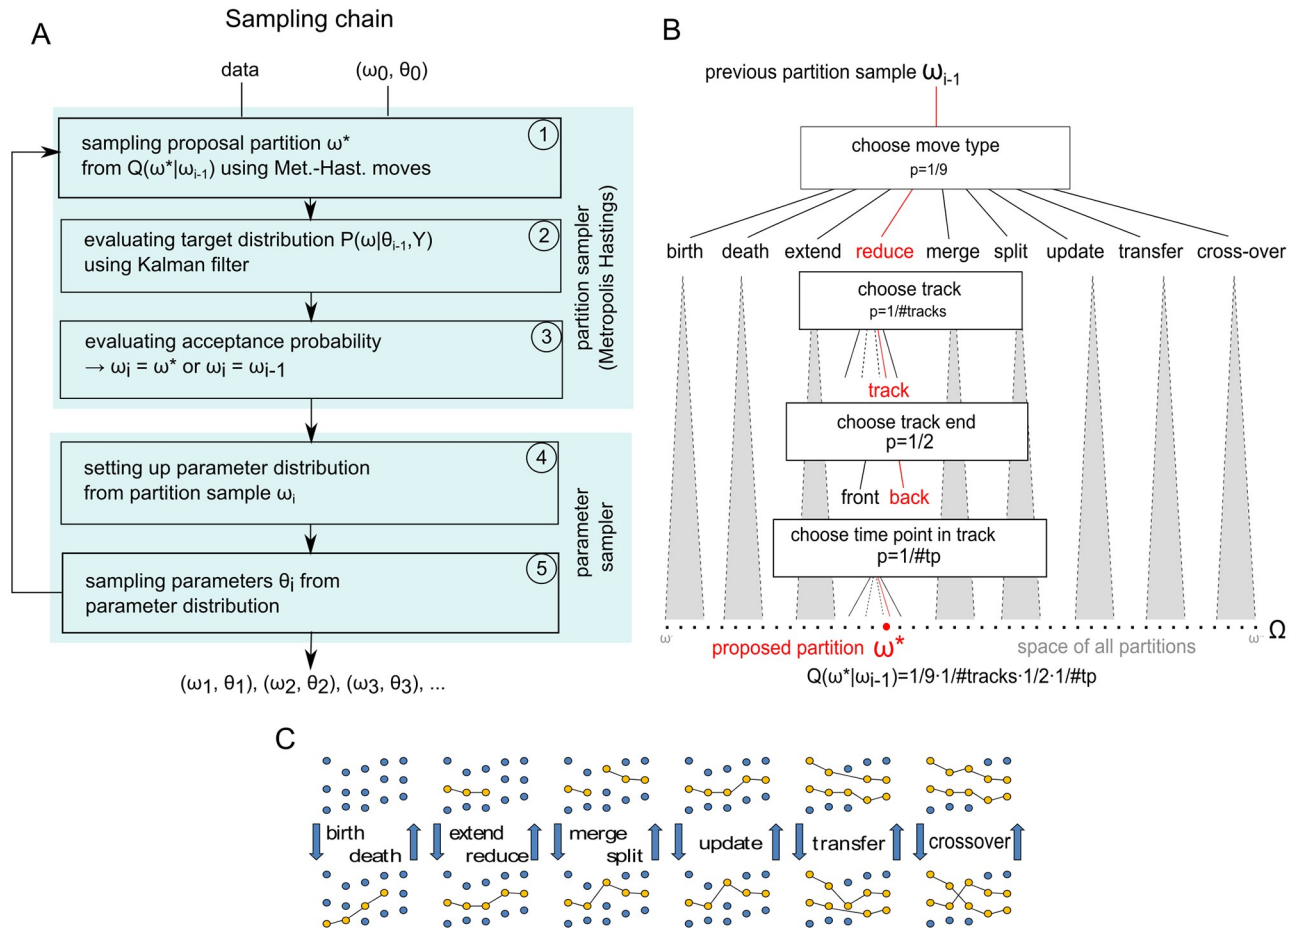 A
Sampling chain
data
(ω0, θ0)
sampling proposal partition ω*
from Q(ω*|ωi-1) using Met.-Hast. moves
1
evaluating target distribution P(ω|θi-1,Y)
using Kalman filter
2
evaluating acceptance probability
→ ωi = ω* or ωi = ωi-1
3
partition sampler
(Metropolis Hastings)
setting up parameter distribution
from partition sample ωi
4
sampling parameters θi from
parameter distribution
5
parameter
sampler
(ω1, θ1), (ω2, θ2), (ω3, θ3), ...
B
previous partition sample ωi-1
choose move type
p=1/9
birth death extend reduce merge split update transfer cross-over
choose track
p=1/#tracks
track
choose track end
p=1/2
front back
choose time point in track
p=1/#tp
Ω
proposed partition ω*
space of all partitions
Q(ω*|ωi-1)=1/9·1/#tracks·1/2·1/#tp
C
birth
death
extend
reduce
merge
split
update
transfer
crossover